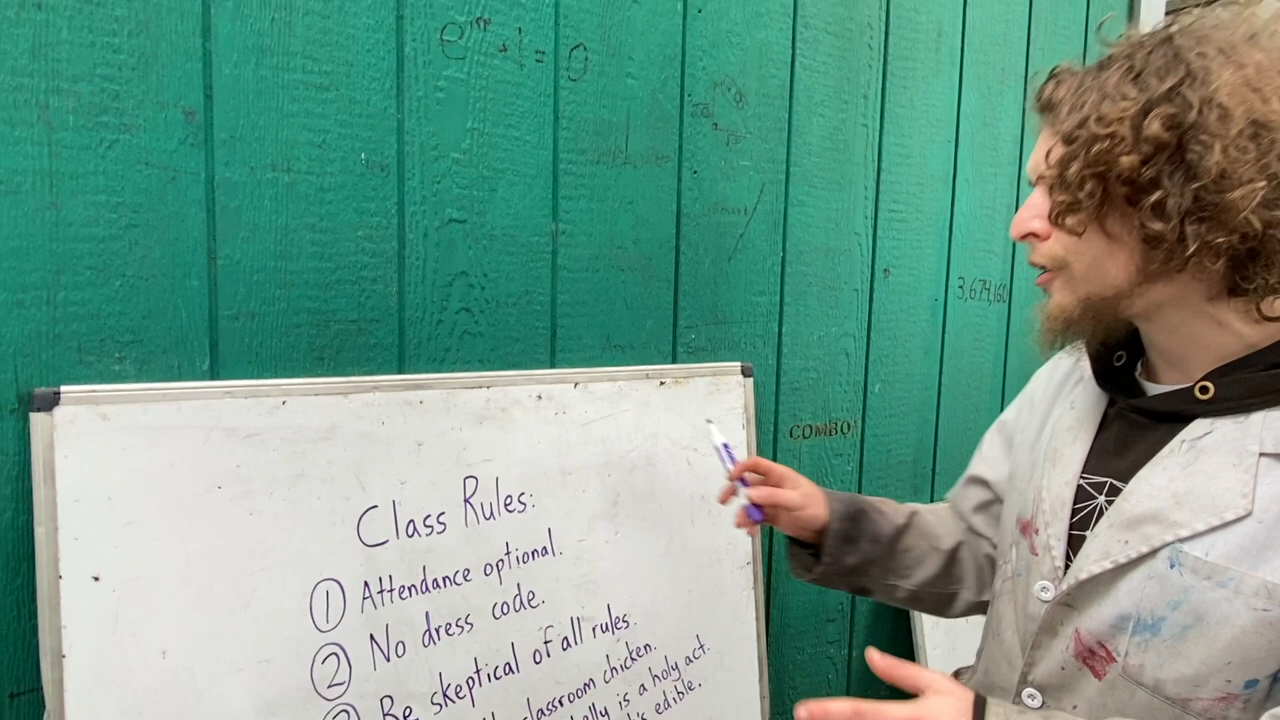 e^iπ + 1 = 0
3,674,160
COMBO
Class Rules:
① Attendance optional.
② No dress code.
③ Be skeptical of all rules.
classroom chicken.
is a holy act.
edible.